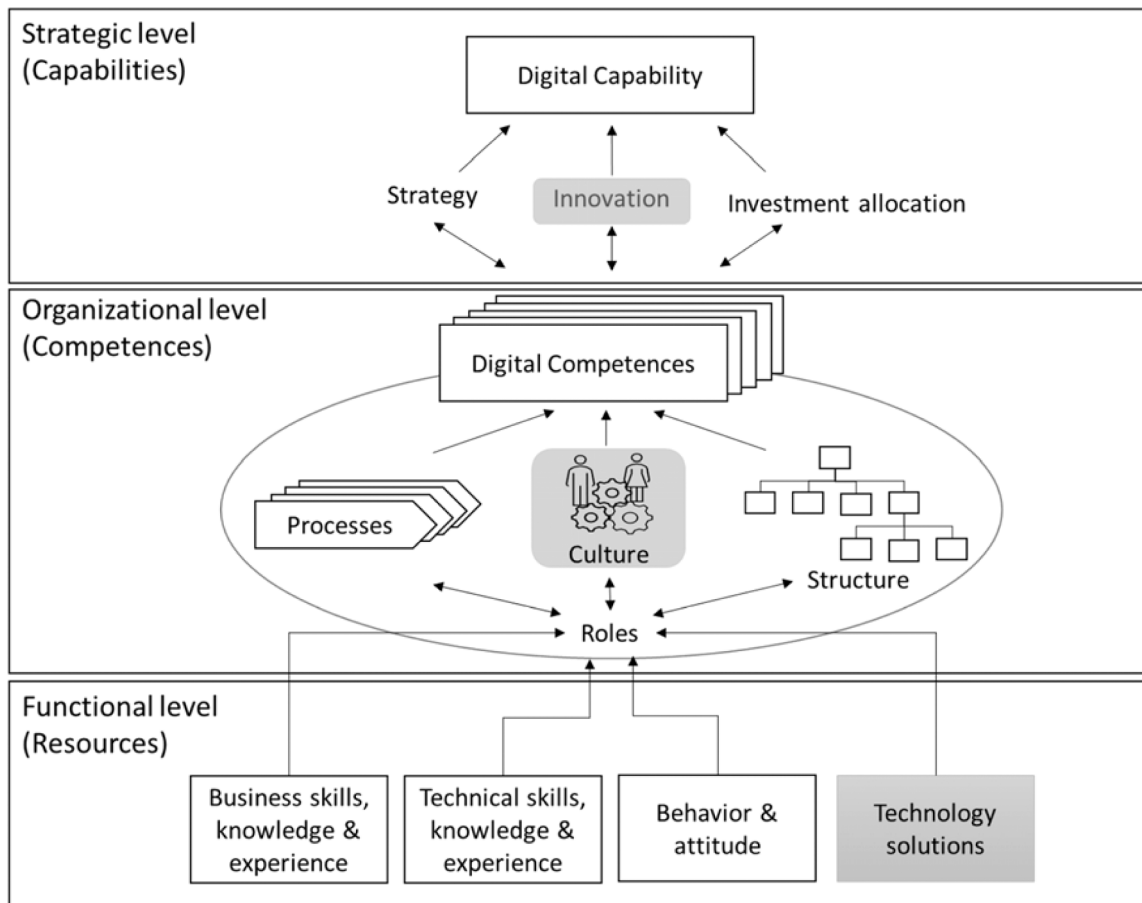 Strategic level
(Capabilities)
Digital Capability
Strategy
Innovation
Investment allocation
Organizational level
(Competences)
Digital Competences
Processes
Culture
Structure
Roles
Functional level
(Resources)
Business skills,
knowledge &
experience
Technical skills,
knowledge &
experience
Behavior &
attitude
Technology
solutions